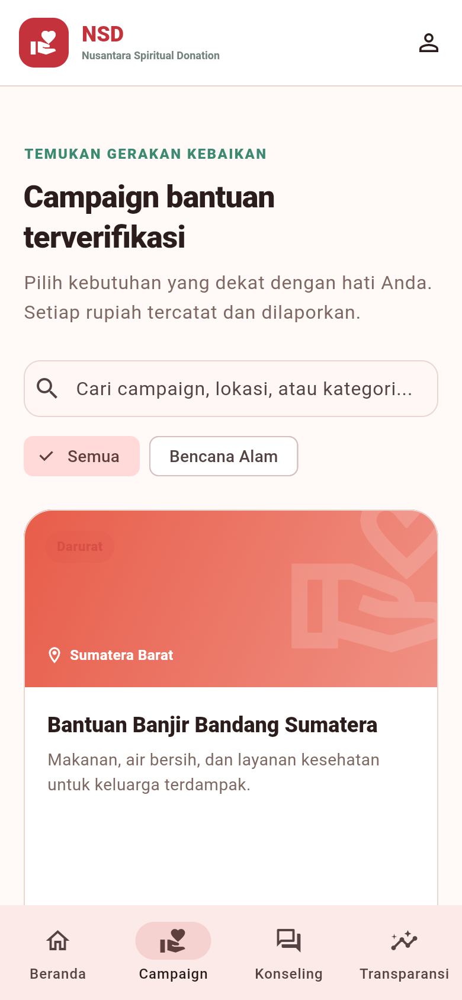 NSD
Nusantara Spiritual Donation
TEMUKAN GERAKAN KEBAIKAN
Campaign bantuan
terverifikasi
Pilih kebutuhan yang dekat dengan hati Anda.
Setiap rupiah tercatat dan dilaporkan.
Cari campaign, lokasi, atau kategori...
Semua
Bencana Alam
Darurat
Sumatera Barat
Bantuan Banjir Bandang Sumatera
Makanan, air bersih, dan layanan kesehatan
untuk keluarga terdampak.
Beranda
Campaign
Konseling
Transparansi